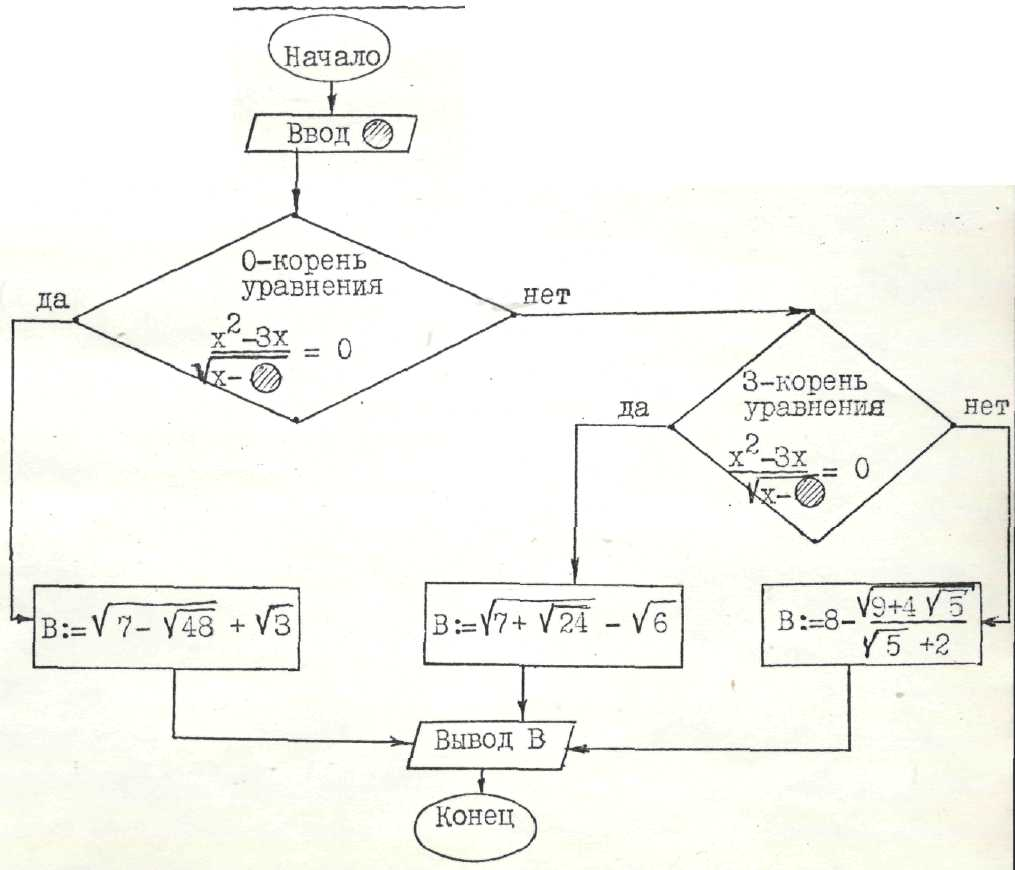 Начало
Ввод
0-корень
уравнения
x²-3x
√x-
= 0
да
нет
3-корень
уравнения
x²-3x
√x-
= 0
да
нет
В:=√(7-√48) + √3
В:=√(7+√24) - √6
В:=8-√(9+4√5)
√5 +2
Вывод В
Конец